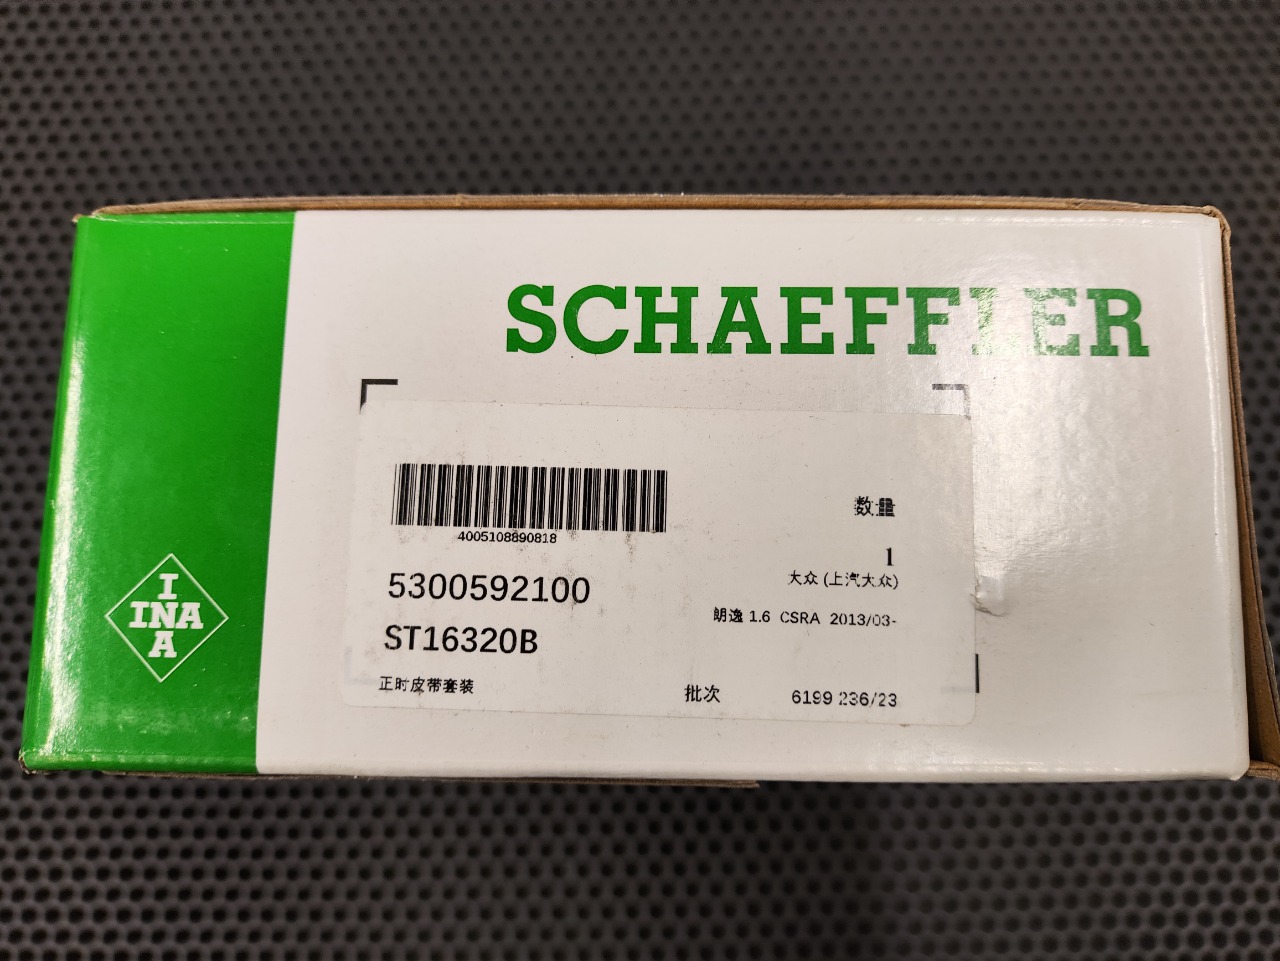 SCHAEFFLER
INA
INA
4005108890818
数量
1
5300592100
大众 (上汽大众)
ST16320B
朗逸 1.6 CSRA 2013/03-
正时皮带套装
批次 6199 236/23